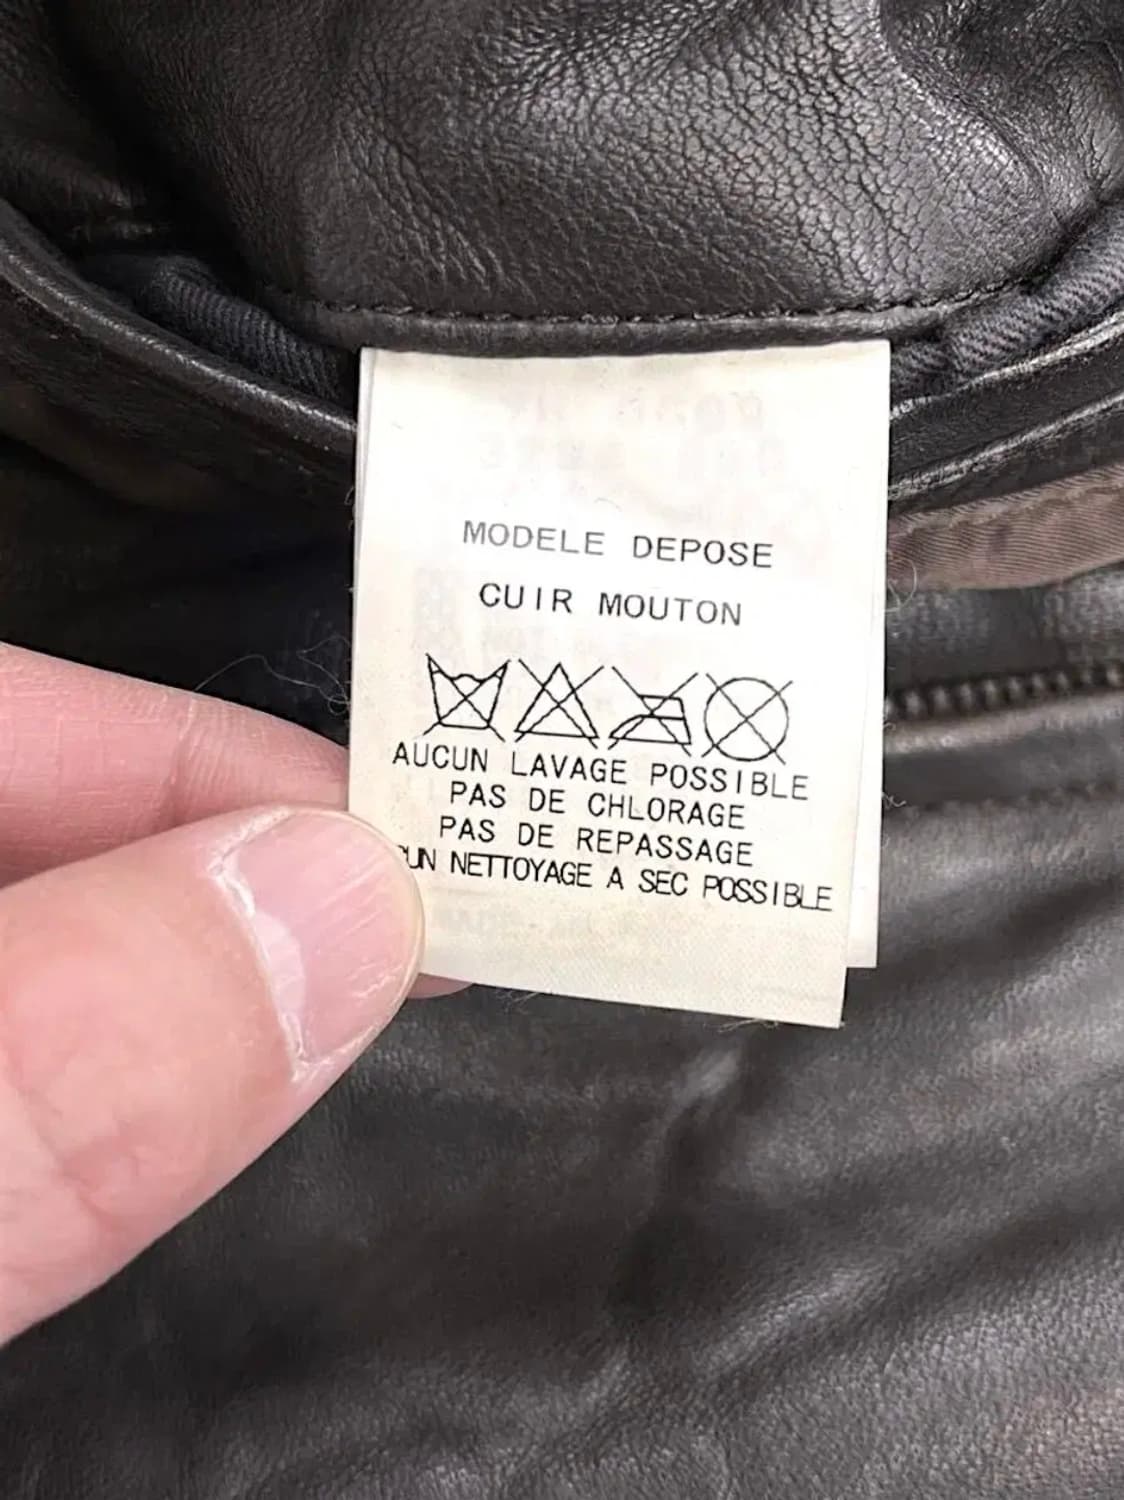 MODELE DEPOSE
CUIR MOUTON
AUCUN LAVAGE POSSIBLE
PAS DE CHLORAGE
PAS DE REPASSAGE
NETTOYAGE A SEC POSSIBLE